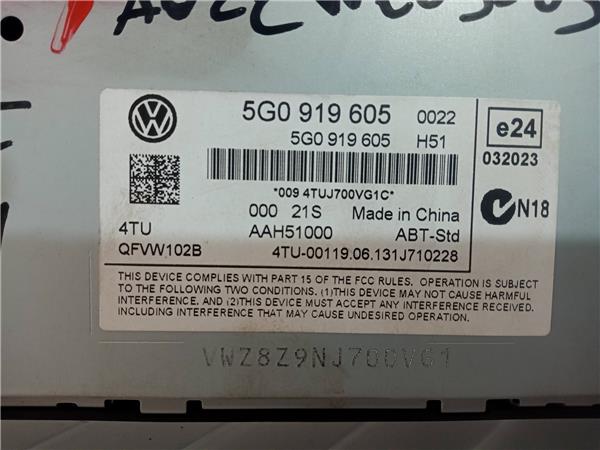 5G0 919 605 0022
5G0 919 605 H51
e24
032023
*009 4TUJ700VG1C*
000 21S Made in China
N18
4TU AAH51000 ABT-Std
QFVW102B 4TU-00119.06.131J710228
THIS DEVICE COMPLIES WITH PART 15 OF THE FCC RULES. OPERATION IS SUBJECT
TO THE FOLLOWING TWO CONDITIONS. (1)THIS DEVICE MAY NOT CAUSE HARMFUL
INTERFERENCE, AND (2)THIS DEVICE MUST ACCEPT ANY INTERFERENCE RECEIVED.
INCLUDING INTERFERENCE THAT MAY CAUSE UNDESIRED OPERATION.
VWZ8Z9NJ700VG1